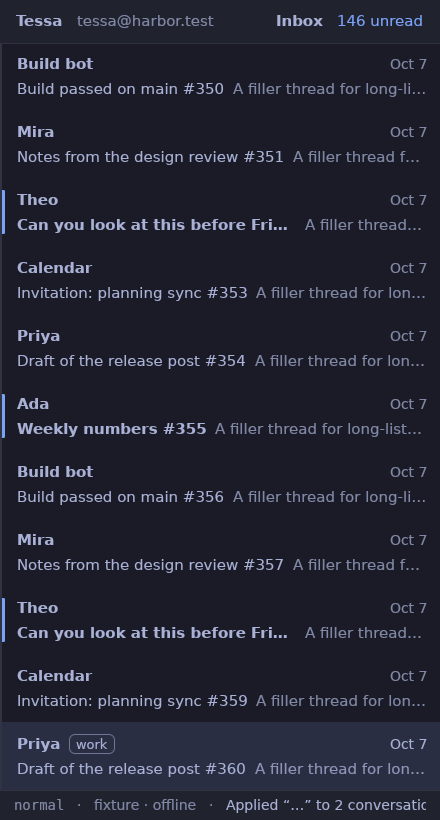 Tessa tessa@harbor.test Inbox 146 unread
Build bot Oct 7
Build passed on main #350 A filler thread for long-li…
Mira Oct 7
Notes from the design review #351 A filler thread f…
Theo Oct 7
Can you look at this before Fri… A filler thread…
Calendar Oct 7
Invitation: planning sync #353 A filler thread for lon…
Priya Oct 7
Draft of the release post #354 A filler thread for lon…
Ada Oct 7
Weekly numbers #355 A filler thread for long-list…
Build bot Oct 7
Build passed on main #356 A filler thread for long-li…
Mira Oct 7
Notes from the design review #357 A filler thread f…
Theo Oct 7
Can you look at this before Fri… A filler thread…
Calendar Oct 7
Invitation: planning sync #359 A filler thread for lon…
Priya work Oct 7
Draft of the release post #360 A filler thread for lon…
normal · fixture · offline · Applied “…” to 2 conversatic